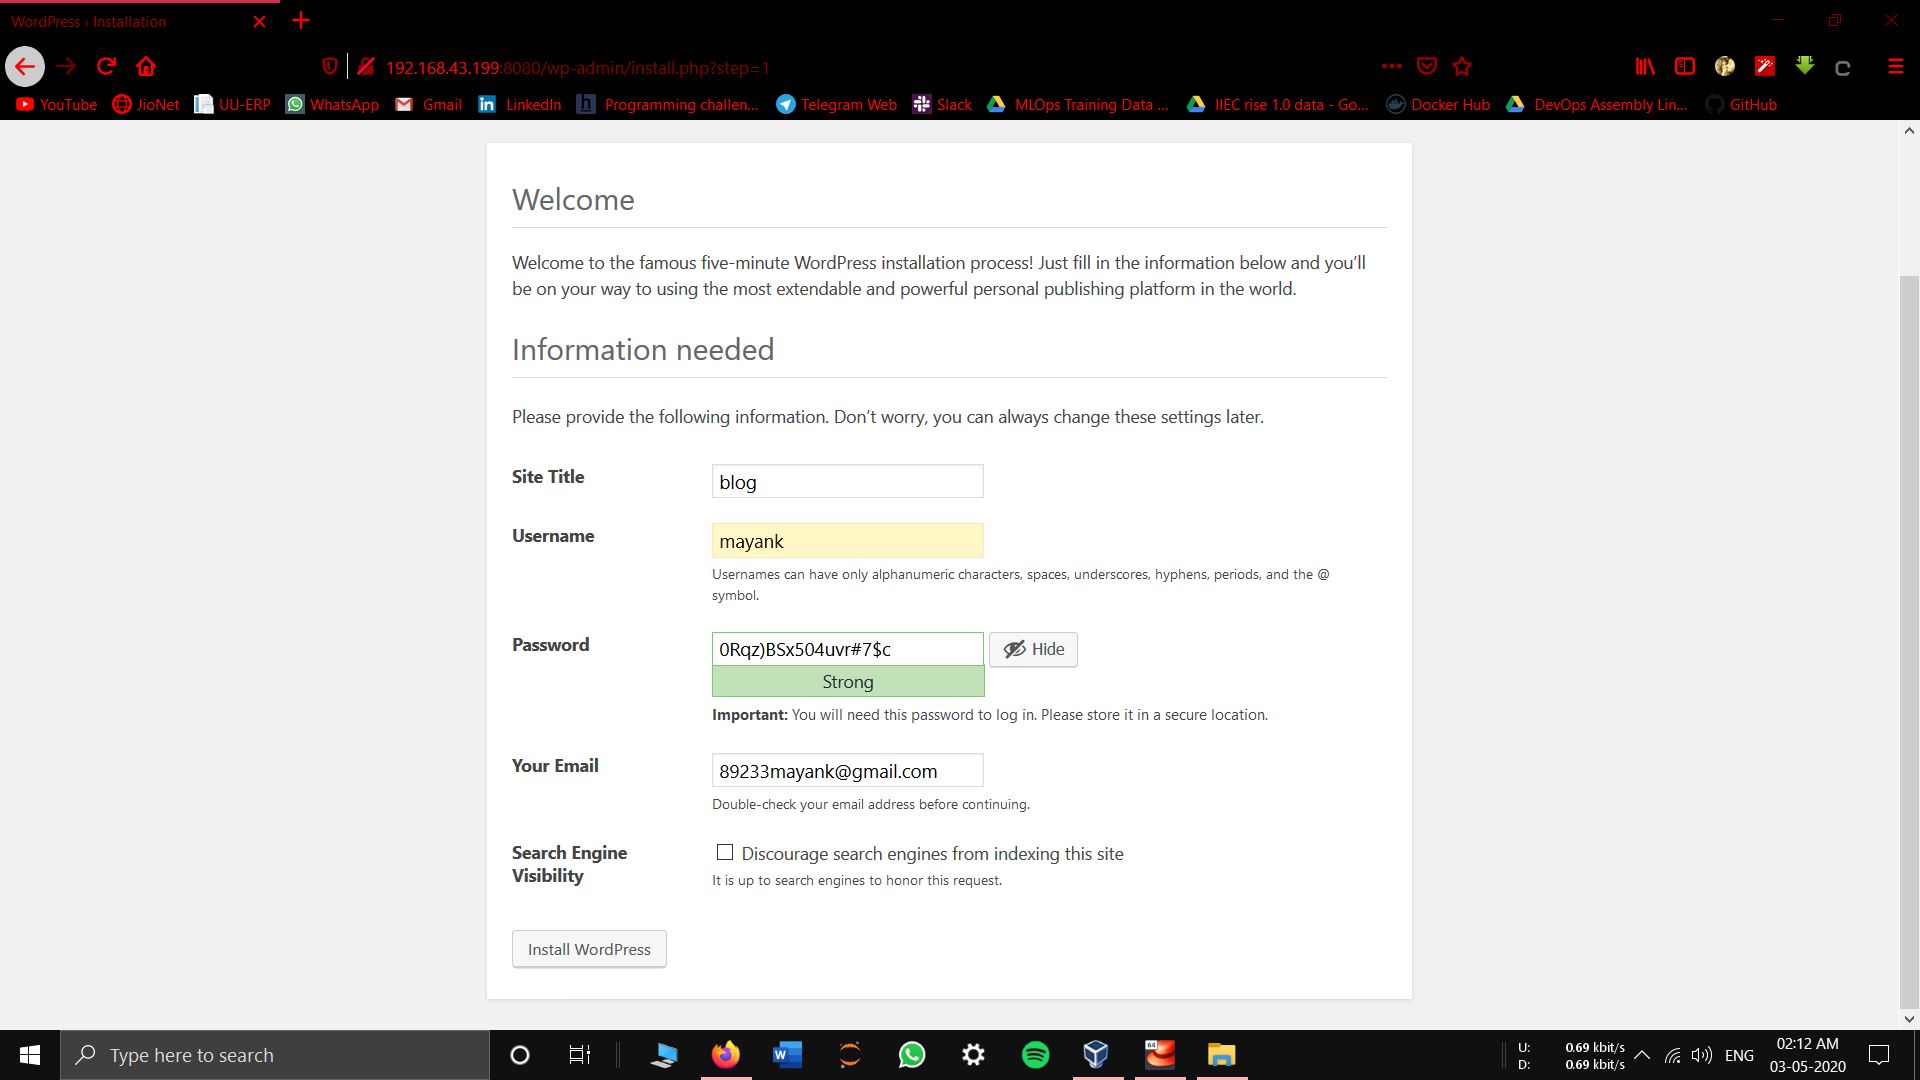 WordPress › Installation
192.168.43.199:8080/wp-admin/install.php?step=1
YouTube JioNet UU-ERP WhatsApp Gmail LinkedIn Programming challen... Telegram Web Slack MLOps Training Data ... IIEC rise 1.0 data - Go... Docker Hub DevOps Assembly Lin... GitHub
Welcome
Welcome to the famous five-minute WordPress installation process! Just fill in the information below and you’ll
be on your way to using the most extendable and powerful personal publishing platform in the world.
Information needed
Please provide the following information. Don’t worry, you can always change these settings later.
Site Title
blog
Username
mayank
Usernames can have only alphanumeric characters, spaces, underscores, hyphens, periods, and the @
symbol.
Password
0Rqz)BSx504uvr#7$c
Hide
Strong
Important: You will need this password to log in. Please store it in a secure location.
Your Email
89233mayank@gmail.com
Double-check your email address before continuing.
Search Engine
Visibility
Discourage search engines from indexing this site
It is up to search engines to honor this request.
Install WordPress
Type here to search
U: 0.69 kbit/s
D: 0.69 kbit/s
ENG
02:12 AM
03-05-2020